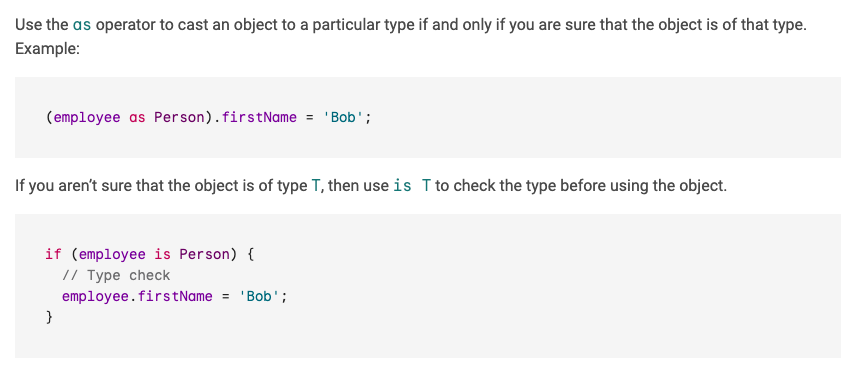 Use the as operator to cast an object to a particular type if and only if you are sure that the object is of that type.
Example:
(employee as Person).firstName = 'Bob';
If you aren’t sure that the object is of type T, then use is T to check the type before using the object.
if (employee is Person) {
  // Type check
  employee.firstName = 'Bob';
}